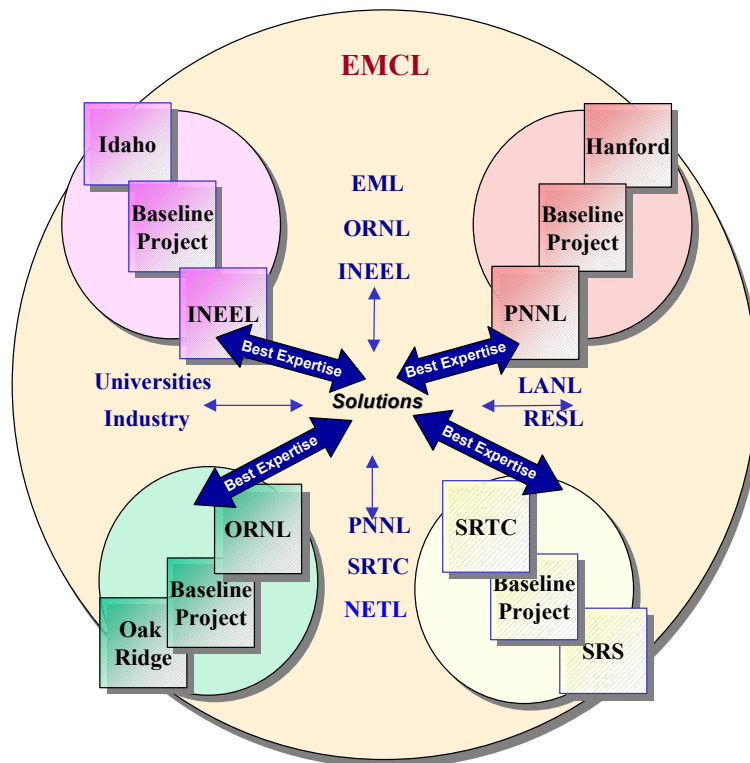 EMCL
Idaho
Baseline
Project
INEEL
EML
ORNL
INEEL
Hanford
Baseline
Project
PNNL
Best Expertise
Best Expertise
Universities
Industry
Solutions
LANL
RESL
Best Expertise
Best Expertise
ORNL
Baseline
Project
Oak
Ridge
PNNL
SRTC
NETL
SRTC
Baseline
Project
SRS